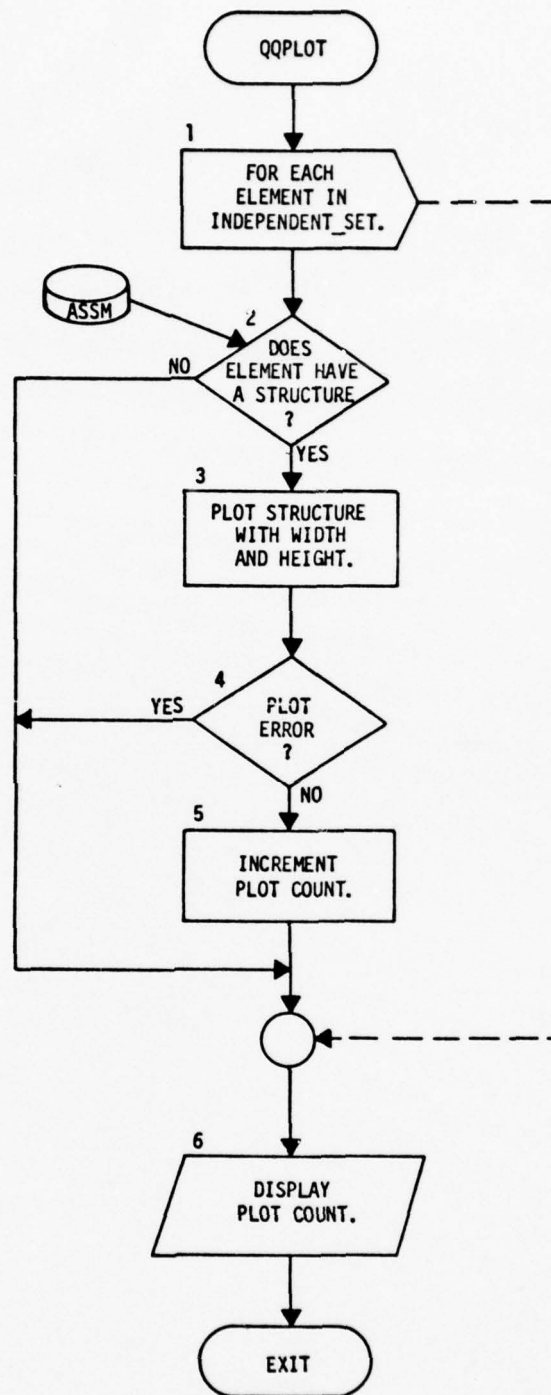 QQPLOT
1
FOR EACH
ELEMENT IN
INDEPENDENT_SET.
ASSM
2
DOES
ELEMENT HAVE
A STRUCTURE
?
NO
YES
3
PLOT STRUCTURE
WITH WIDTH
AND HEIGHT.
4
PLOT
ERROR
?
YES
NO
5
INCREMENT
PLOT COUNT.
6
DISPLAY
PLOT COUNT.
EXIT